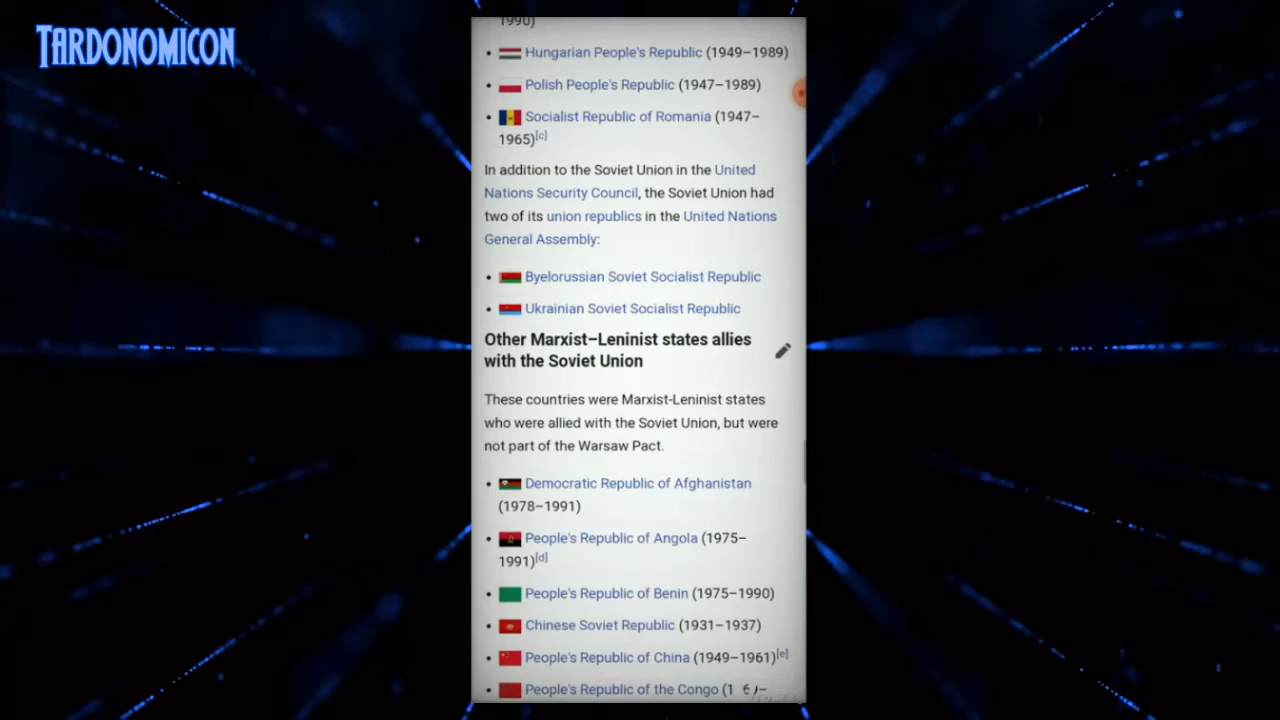 TARDONOMICON
1990)
• Hungarian People's Republic (1949–1989)
• Polish People's Republic (1947–1989)
• Socialist Republic of Romania (1947–
1965)[c]
In addition to the Soviet Union in the United
Nations Security Council, the Soviet Union had
two of its union republics in the United Nations
General Assembly:
• Byelorussian Soviet Socialist Republic
• Ukrainian Soviet Socialist Republic
Other Marxist–Leninist states allies
with the Soviet Union
These countries were Marxist-Leninist states
who were allied with the Soviet Union, but were
not part of the Warsaw Pact.
• Democratic Republic of Afghanistan
(1978–1991)
• People's Republic of Angola (1975–
1991)[d]
• People's Republic of Benin (1975–1990)
• Chinese Soviet Republic (1931–1937)
• People's Republic of China (1949–1961)[e]
• People's Republic of the Congo